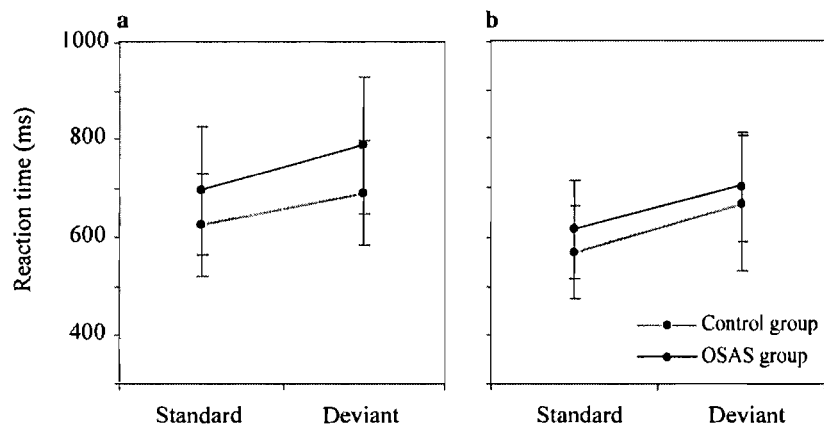 a b
1000
800
600
400
Reaction time (ms)
Control group
OSAS group
Standard Deviant Standard Deviant